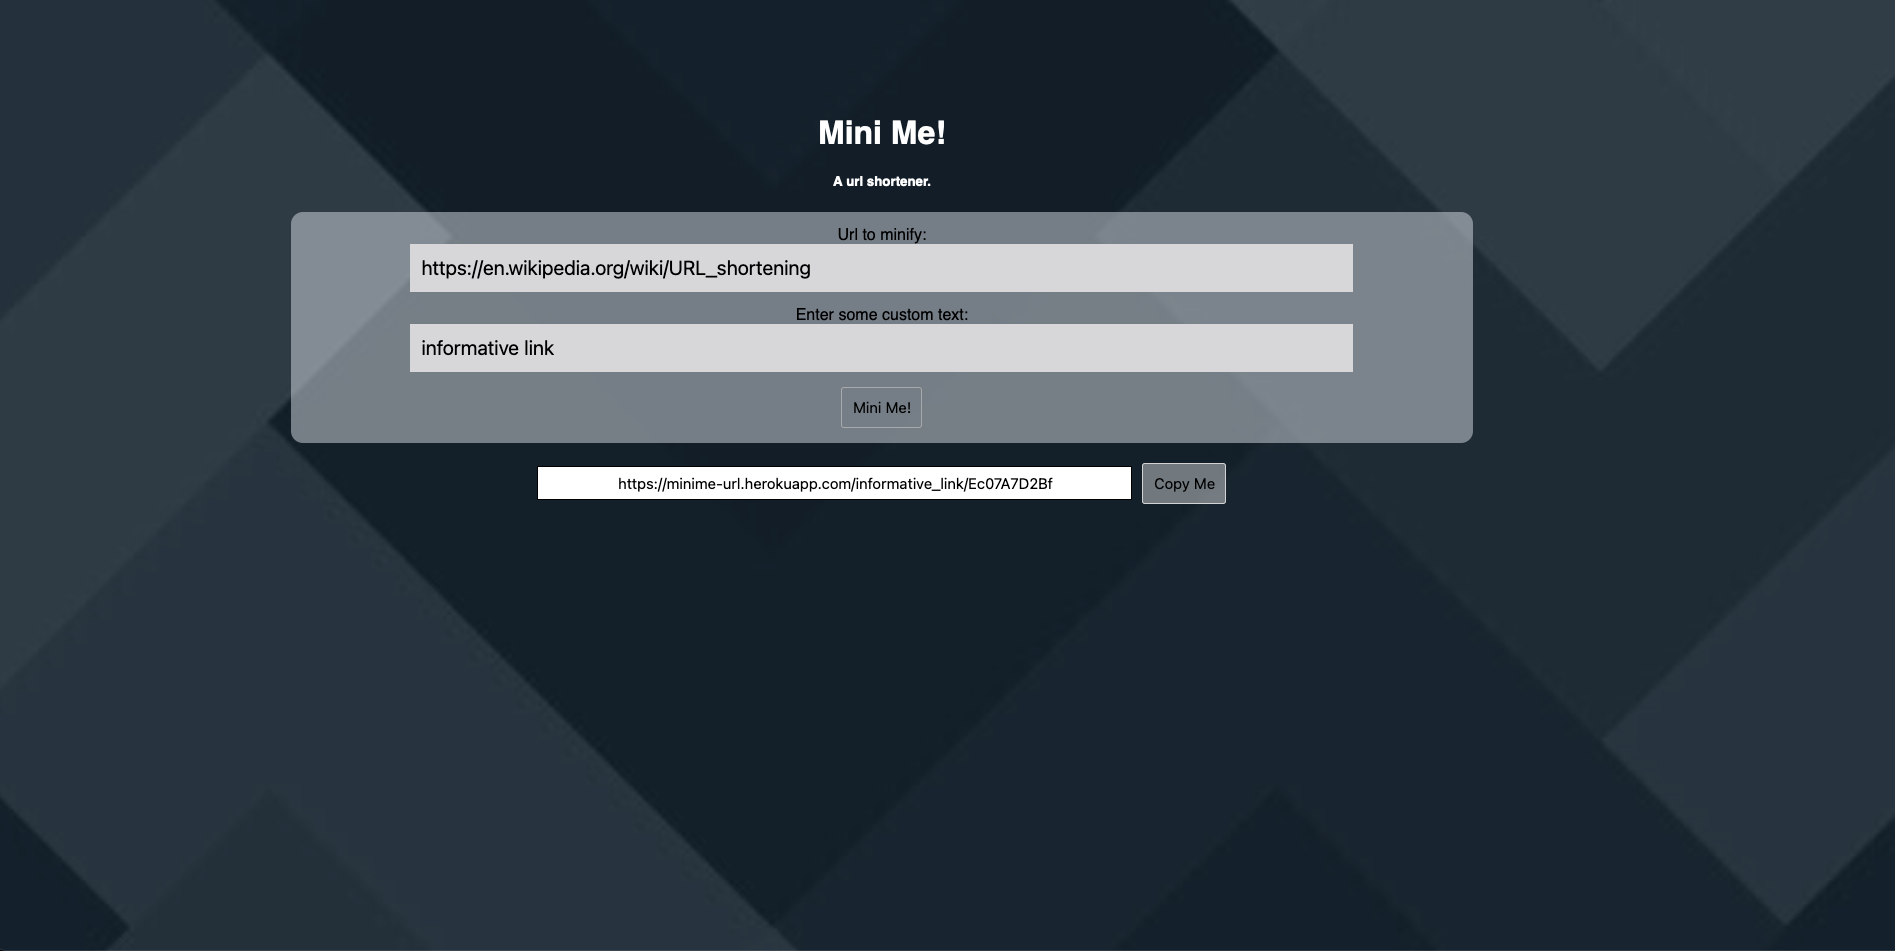 Mini Me!
A url shortener.
Url to minify:
https://en.wikipedia.org/wiki/URL_shortening
Enter some custom text:
informative link
Mini Me!
https://minime-url.herokuapp.com/informative_link/Ec07A7D2Bf
Copy Me